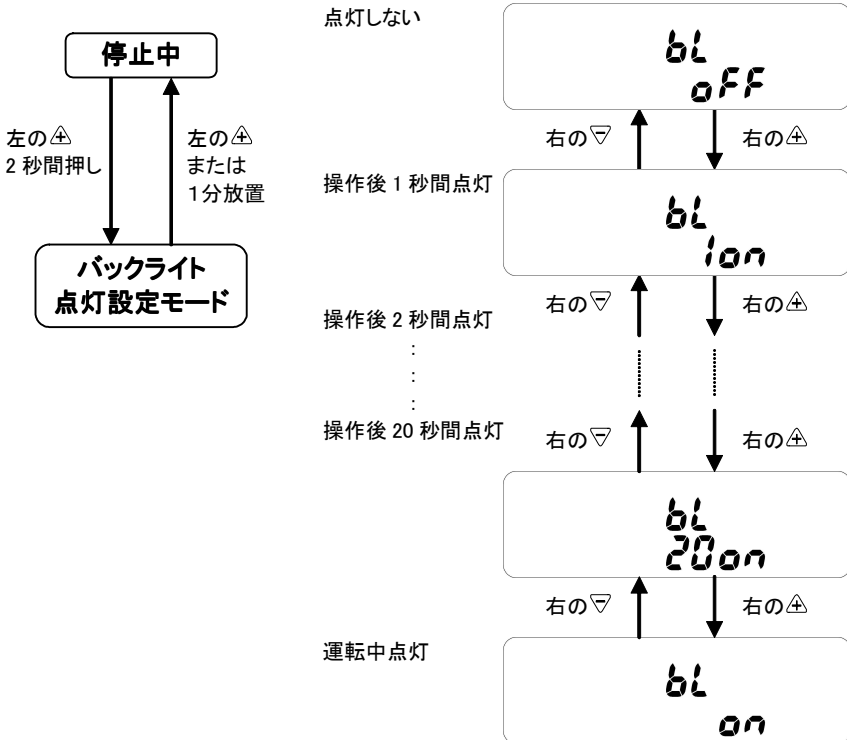 停止中
左の
2 秒間押し
左の
または
1分放置
バックライト
点灯設定モード
点灯しない
bL
oFF
右の
右の
操作後 1 秒間点灯
bL
1on
右の
右の
操作後 2 秒間点灯
:
:
:
操作後 20 秒間点灯
右の
右の
bL
20on
右の
右の
運転中点灯
bL
on